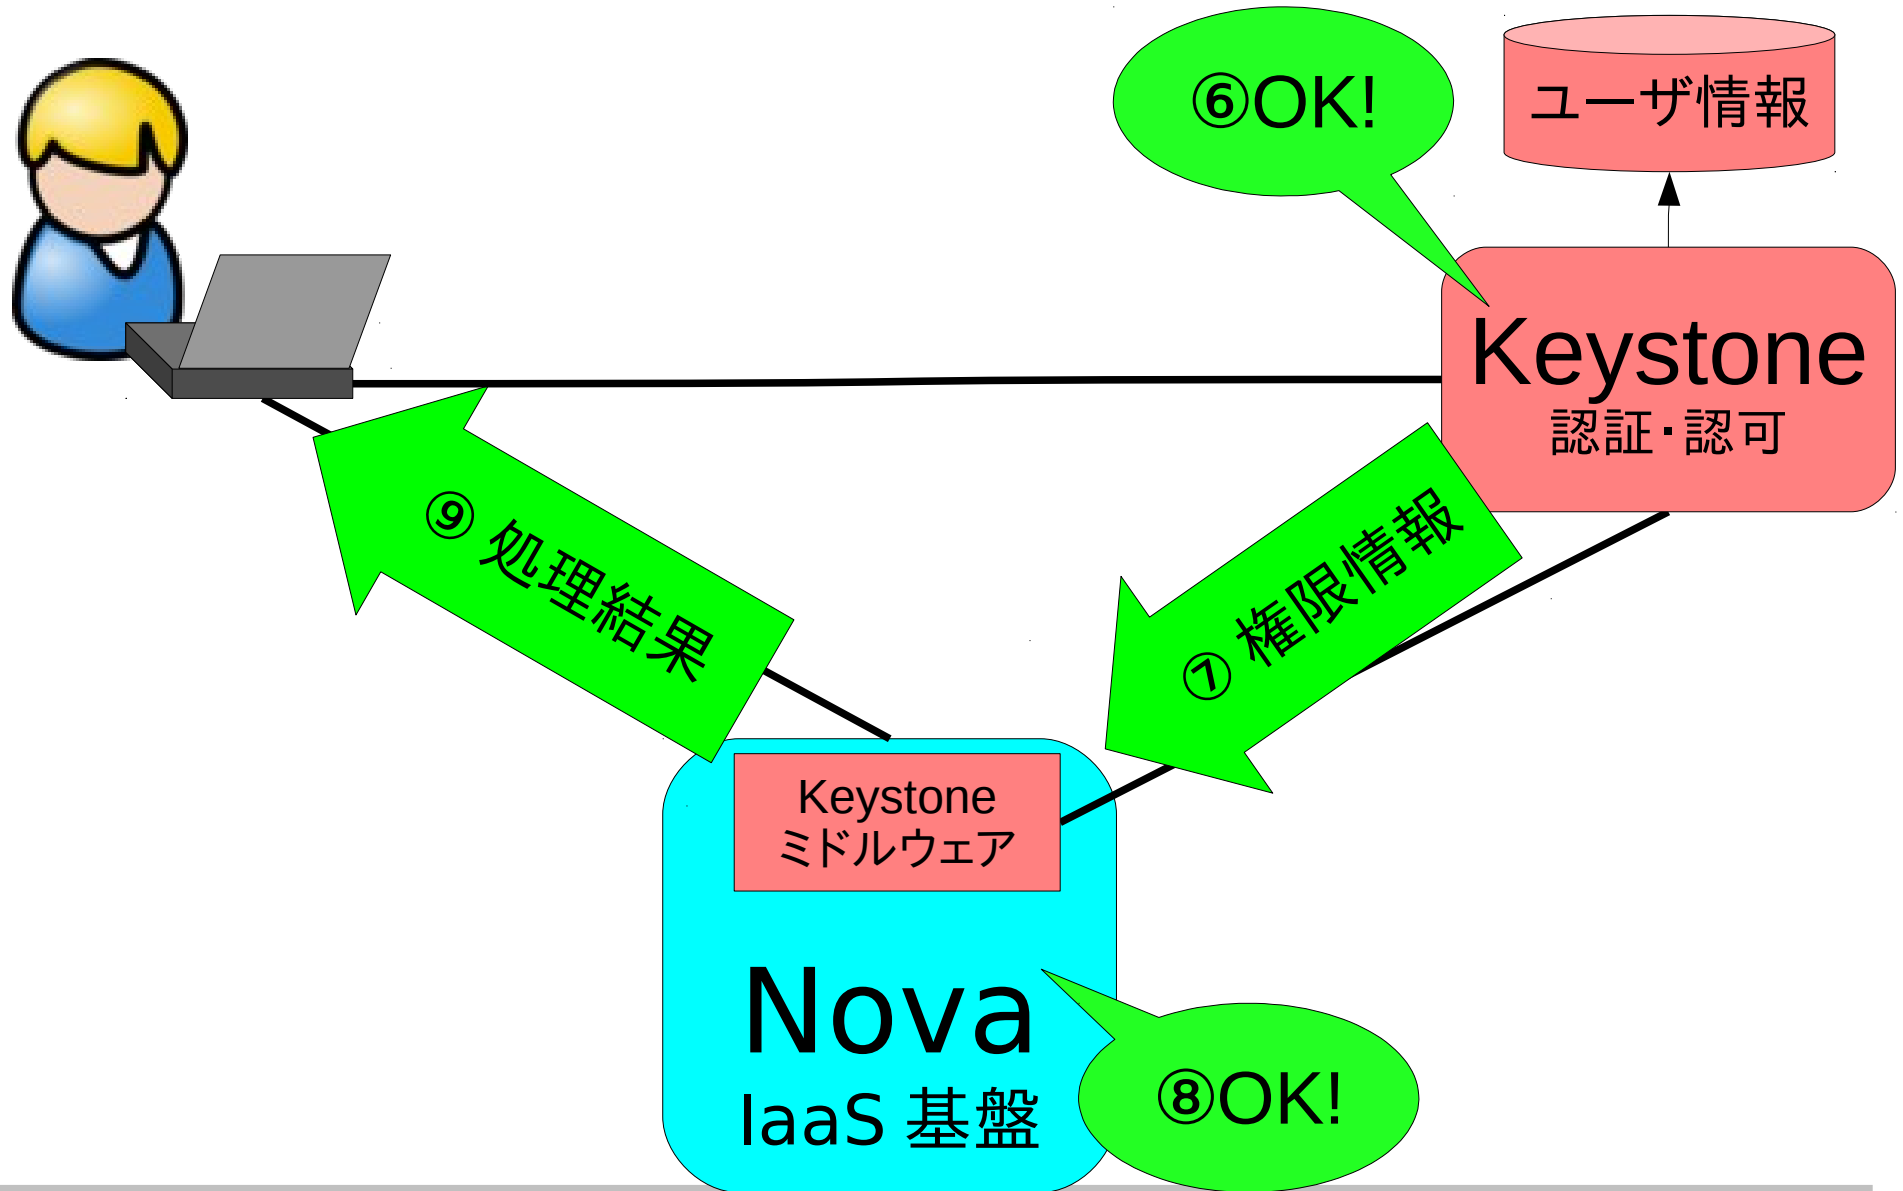 ⑥OK!
ユーザ情報
Keystone
認証・認可
⑨ 処理結果
⑦ 権限情報
Keystone
ミドルウェア
Nova
IaaS 基盤
⑧OK!